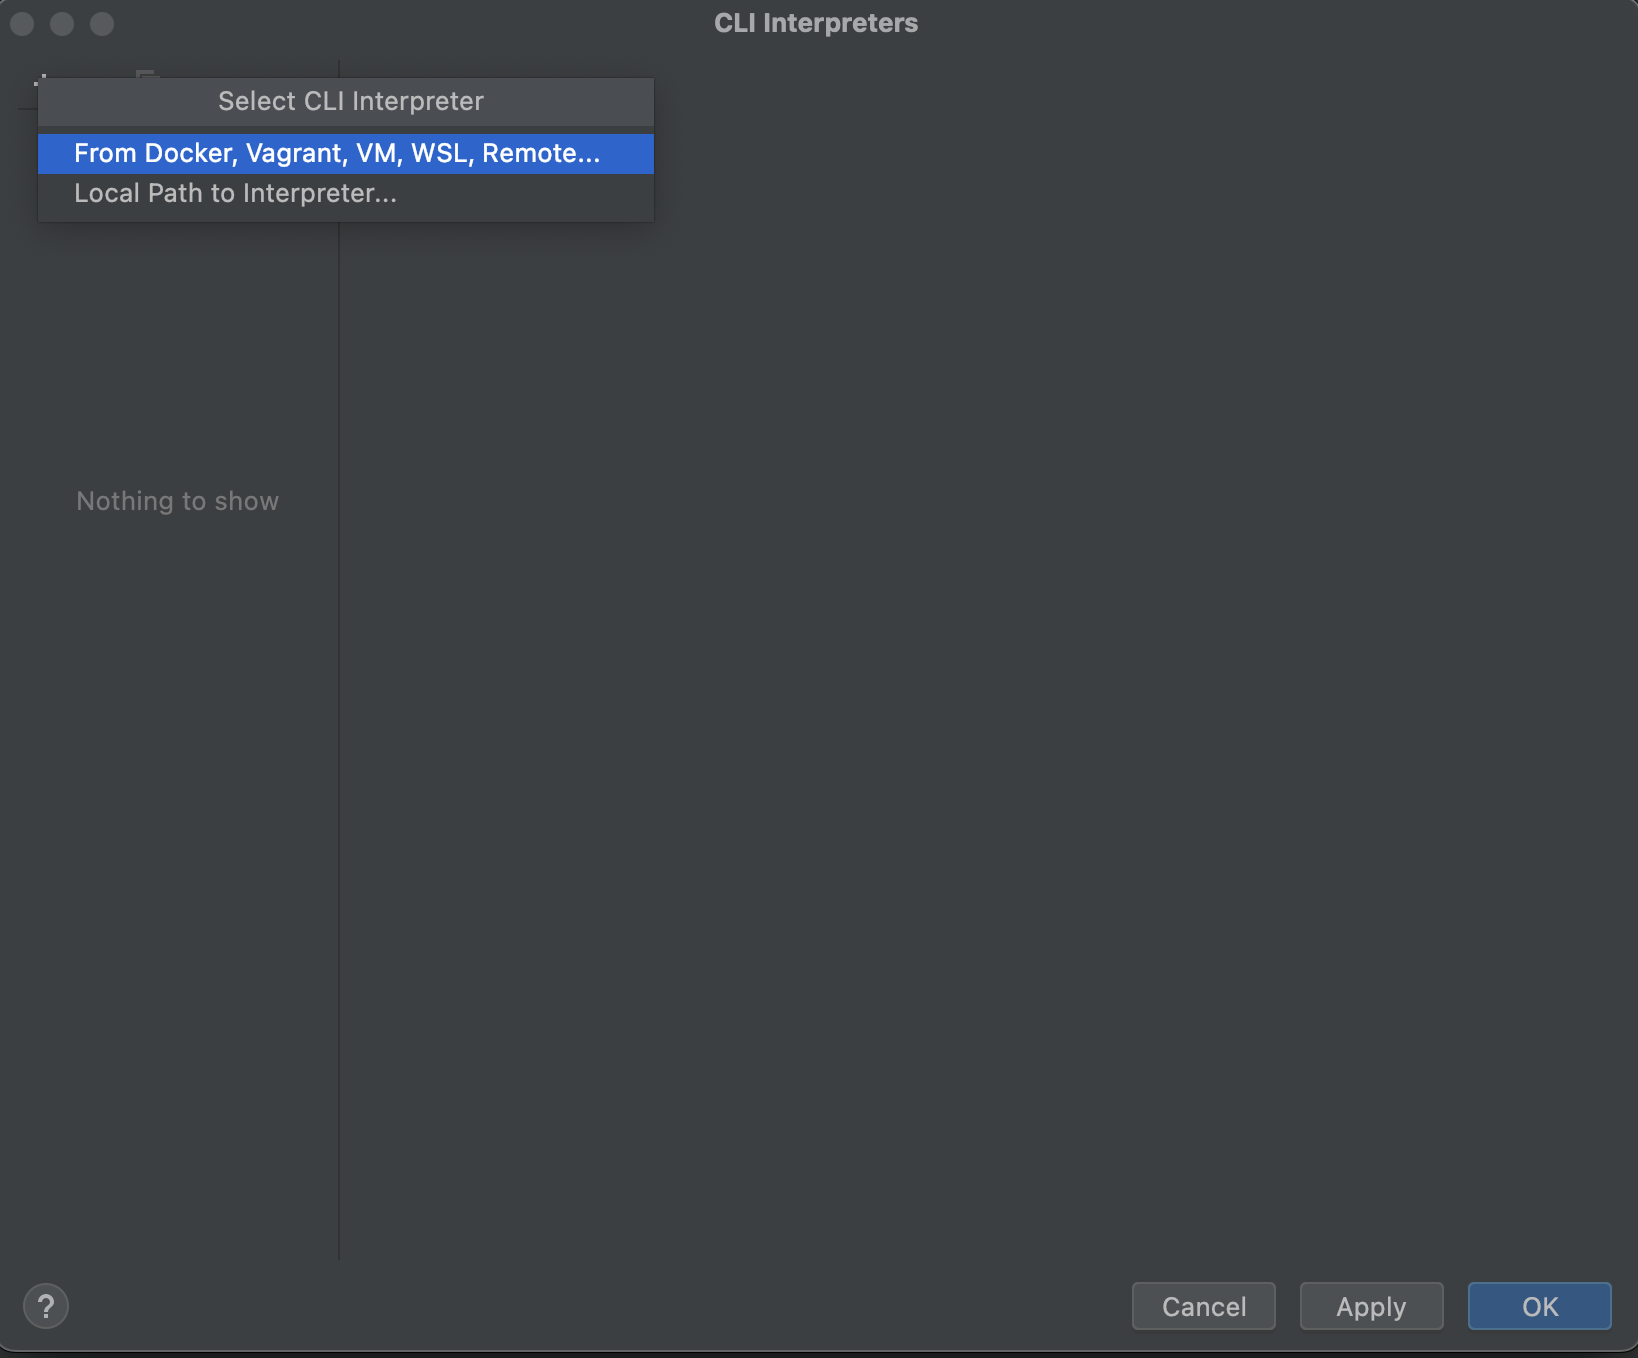 CLI Interpreters
Select CLI Interpreter
From Docker, Vagrant, VM, WSL, Remote...
Local Path to Interpreter...
Nothing to show
?
Cancel
Apply
OK